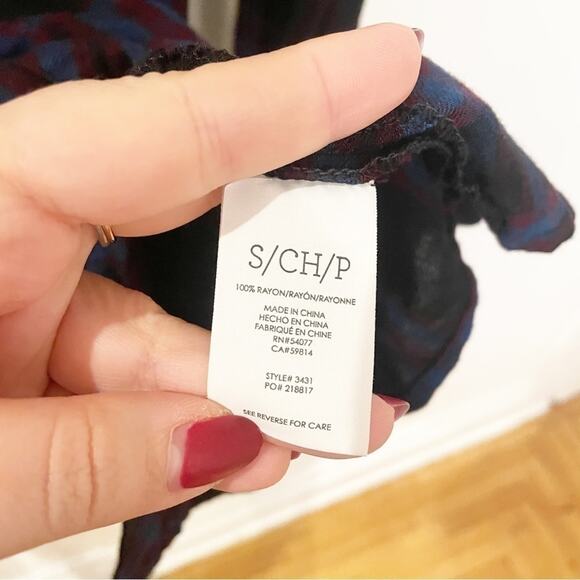 S/CH/P
100% RAYON/RAYÓN/RAYONNE
MADE IN CHINA
HECHO EN CHINA
FABRIQUÉ EN CHINE
RN#54077
CA#59814
STYLE# 3431
PO# 218817
SEE REVERSE FOR CARE